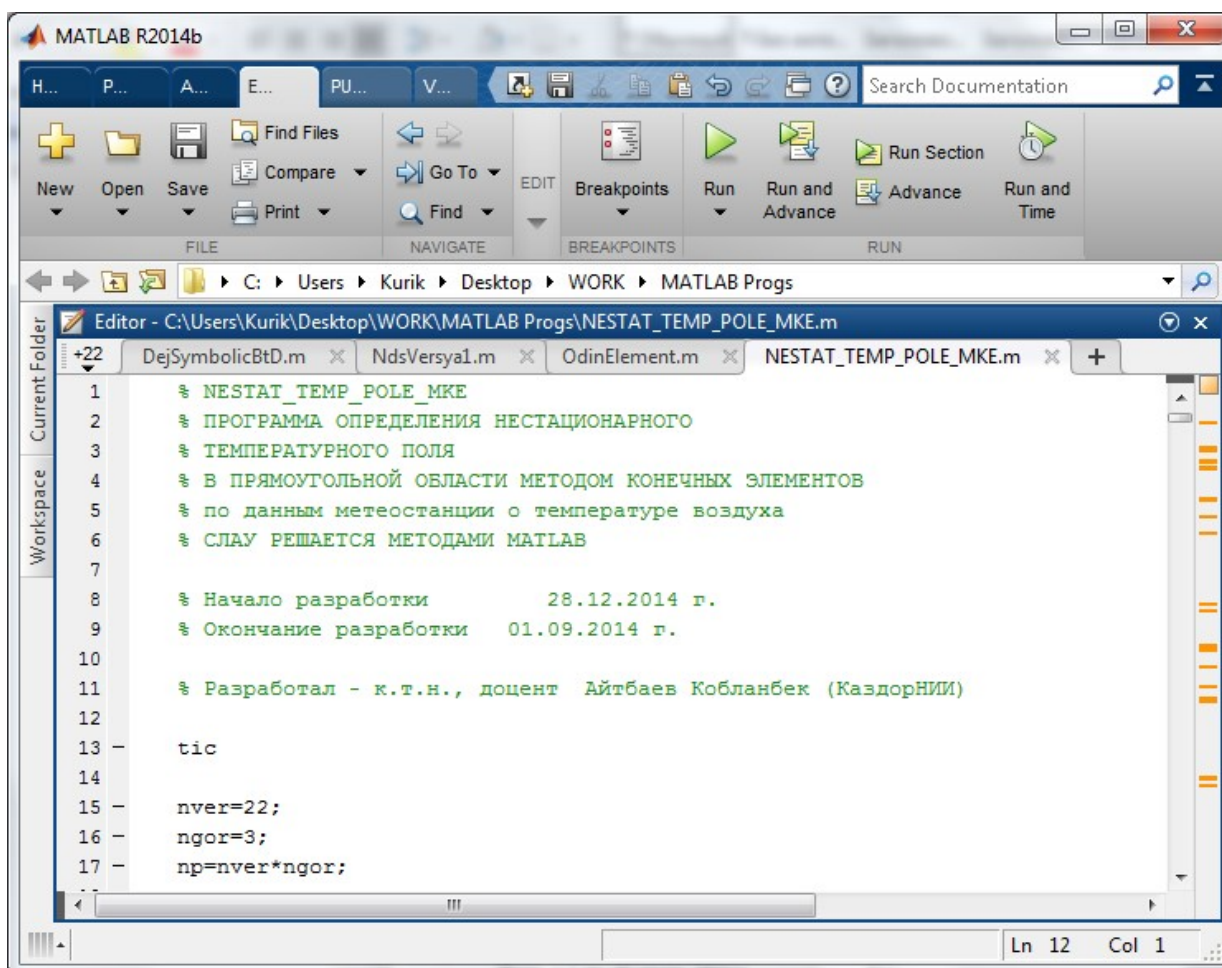 MATLAB R2014b
H... P... A... E... PU... V... Search Documentation
New Open Save Find Files Compare Print Go To Find EDIT Breakpoints Run Run and Advance Run Section Advance Run and Time
FILE NAVIGATE BREAKPOINTS RUN
C: Users Kurik Desktop WORK MATLAB Progs
Editor - C:\Users\Kurik\Desktop\WORK\MATLAB Progs\NESTAT_TEMP_POLE_MKE.m
+22 DejSymbolicBtD.m NdsVersya1.m OdinElement.m NESTAT_TEMP_POLE_MKE.m +
Current Folder
Workspace
1 % NESTAT_TEMP_POLE_MKE
2 % ПРОГРАММА ОПРЕДЕЛЕНИЯ НЕСТАЦИОНАРНОГО
3 % ТЕМПЕРАТУРНОГО ПОЛЯ
4 % В ПРЯМОУГОЛЬНОЙ ОБЛАСТИ МЕТОДОМ КОНЕЧНЫХ ЭЛЕМЕНТОВ
5 % по данным метеостанции о температуре воздуха
6 % СЛАУ РЕШАЕТСЯ МЕТОДАМИ MATLAB
7
8 % Начало разработки 28.12.2014 г.
9 % Окончание разработки 01.09.2014 г.
10
11 % Разработал - к.т.н., доцент Айтбаев Кобланбек (КаздорНИИ)
12
13 – tic
14
15 – nver=22;
16 – ngor=3;
17 – np=nver*ngor;
Ln 12 Col 1